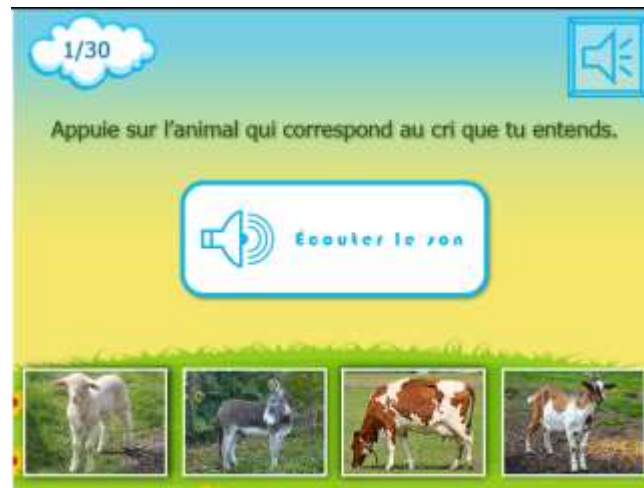 1/30
Appuie sur l'animal qui correspond au cri que tu entends.
Écouter le son